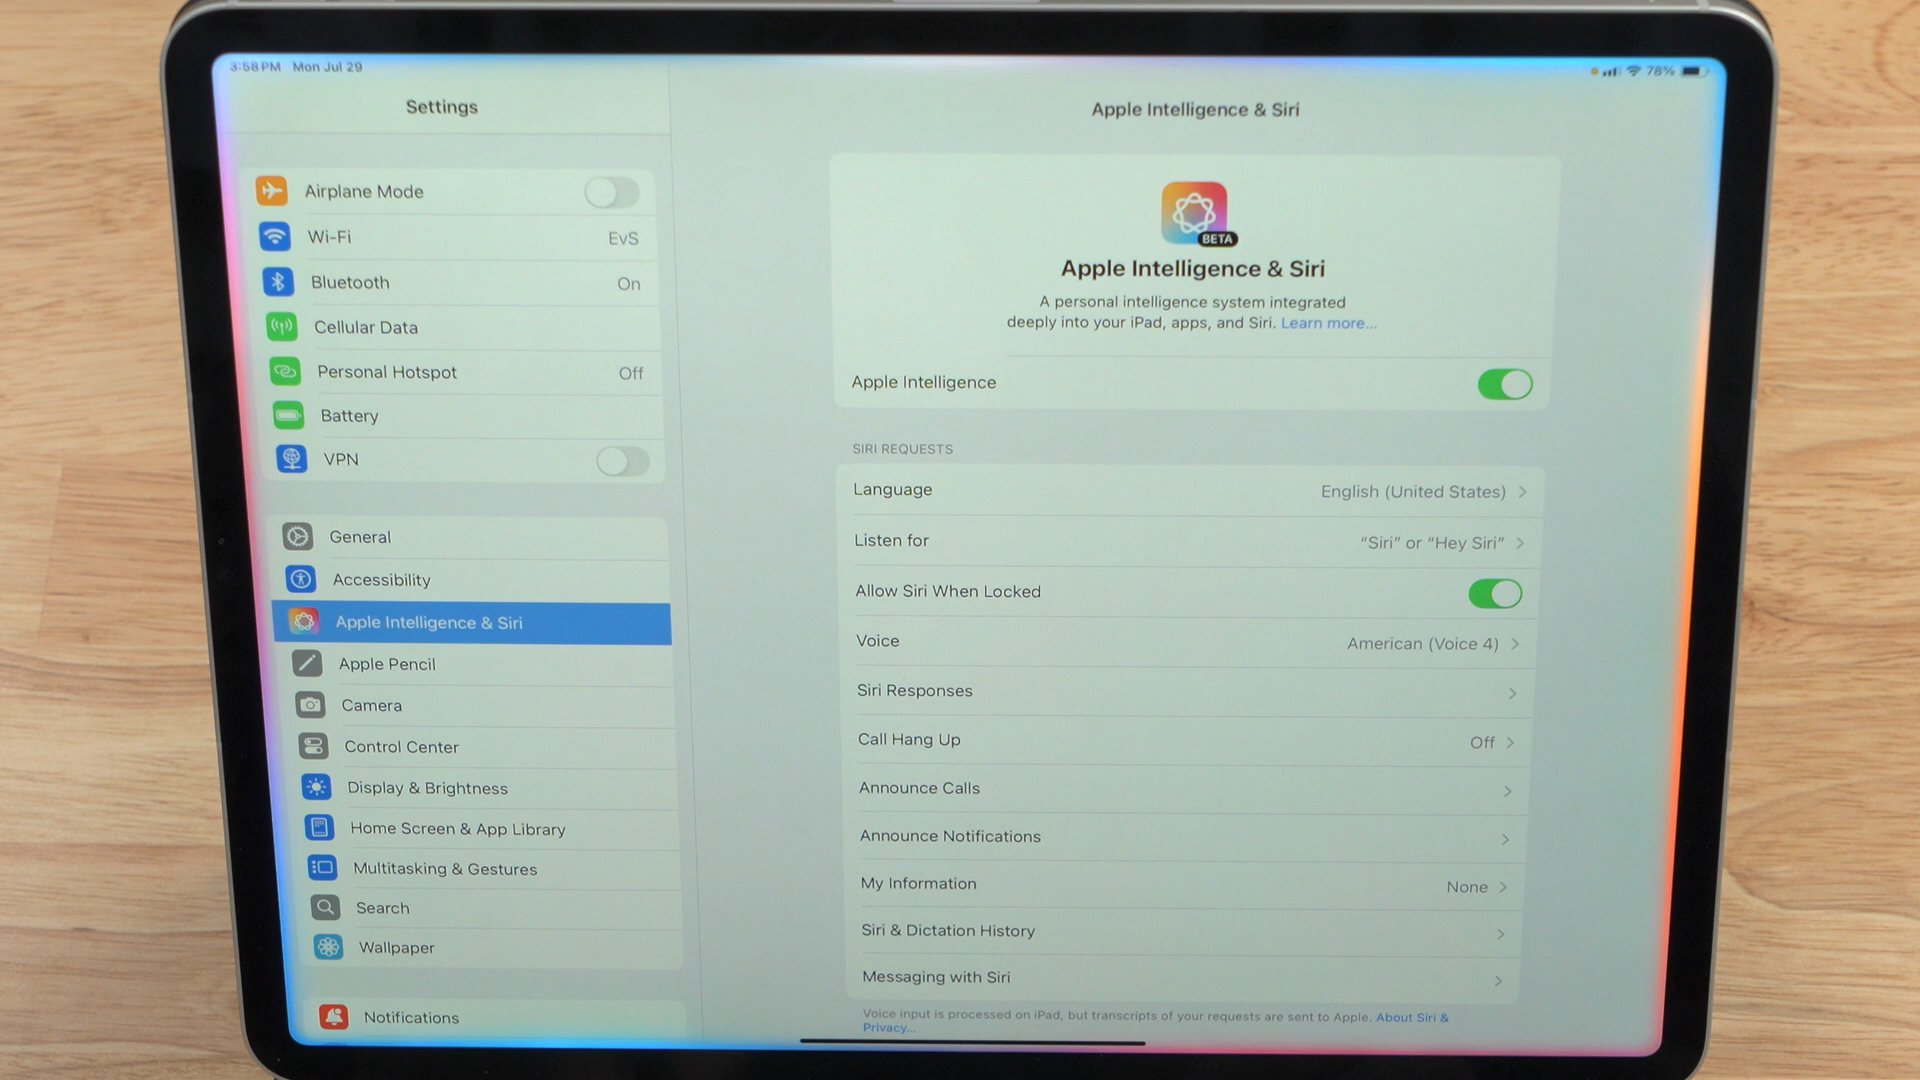 3:58 PM Mon Jul 29
78%
Settings
Airplane Mode
Wi-Fi EvS
Bluetooth On
Cellular Data
Personal Hotspot Off
Battery
VPN
General
Accessibility
Apple Intelligence & Siri
Apple Pencil
Camera
Control Center
Display & Brightness
Home Screen & App Library
Multitasking & Gestures
Search
Wallpaper
Notifications
Apple Intelligence & Siri
BETA
Apple Intelligence & Siri
A personal intelligence system integrated
deeply into your iPad, apps, and Siri. Learn more...
Apple Intelligence
SIRI REQUESTS
Language English (United States)
Listen for “Siri” or “Hey Siri”
Allow Siri When Locked
Voice American (Voice 4)
Siri Responses
Call Hang Up Off
Announce Calls
Announce Notifications
My Information None
Siri & Dictation History
Messaging with Siri
Voice input is processed on iPad, but transcripts of your requests are sent to Apple. About Siri &
Privacy...